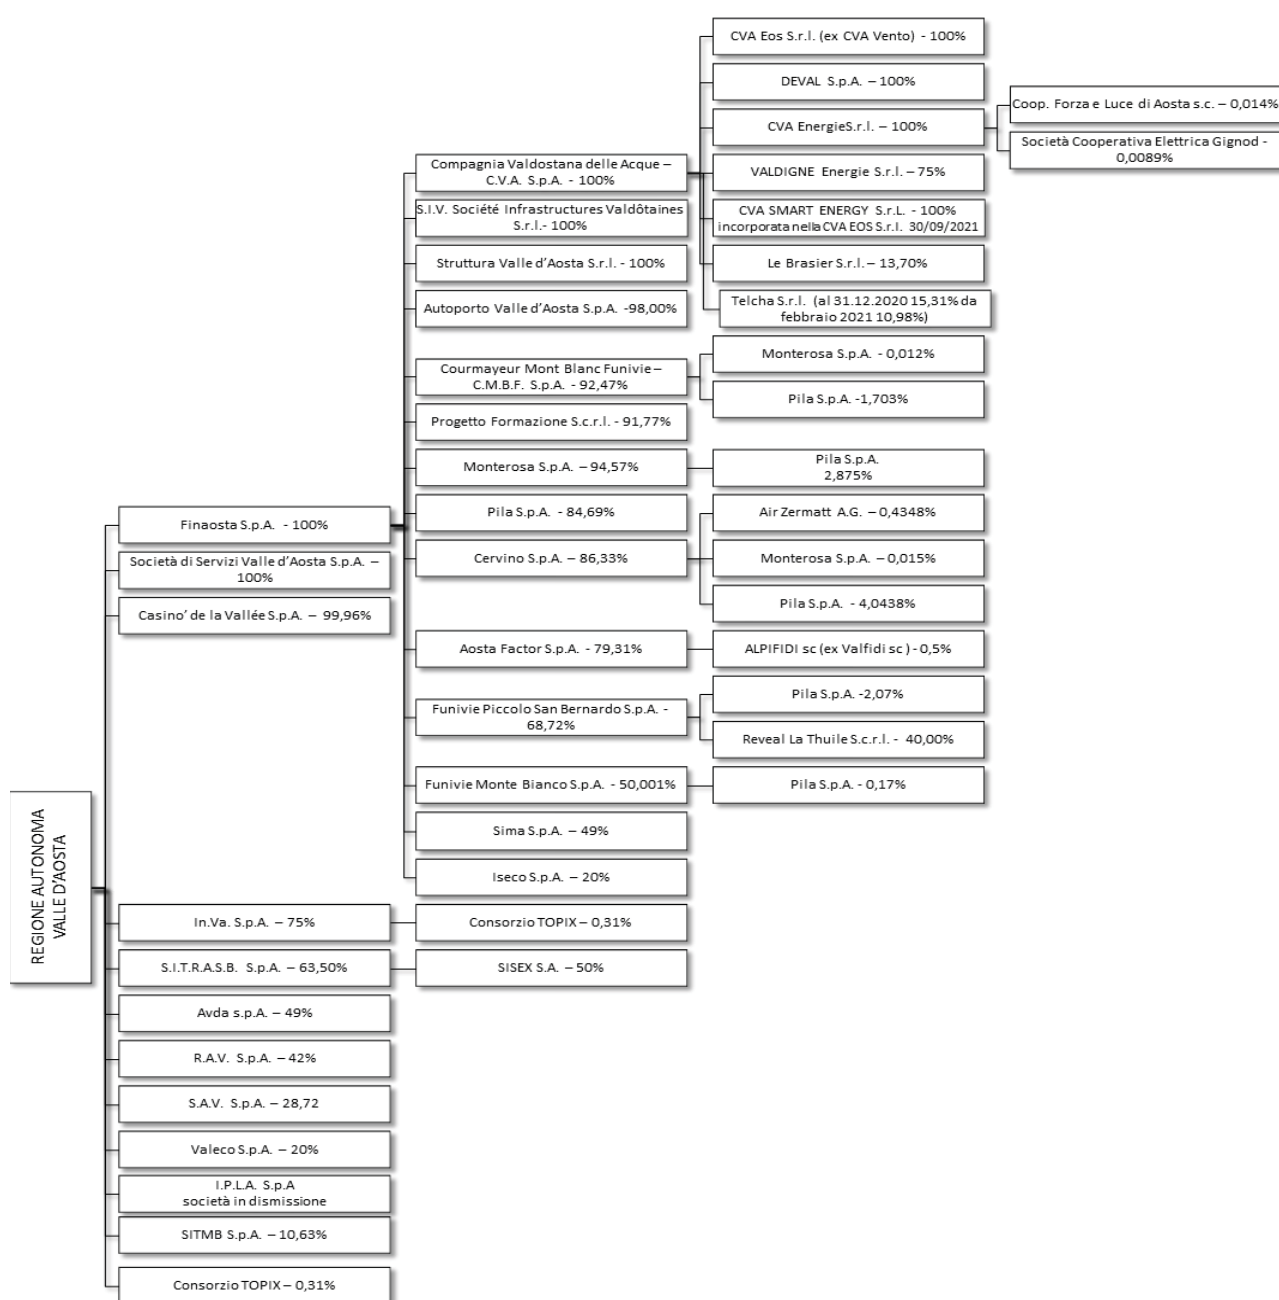 REGIONE AUTONOMA
VALLE D'AOSTA
Finaosta S.p.A. - 100%
Società di Servizi Valle d'Aosta S.p.A. –
100%
Casino' de la Vallée S.p.A. – 99,96%
In.Va. S.p.A. – 75%
S.I.T.R.A.S.B. S.p.A. – 63,50%
Avda s.p.A. – 49%
R.A.V. S.p.A. – 42%
S.A.V. S.p.A. – 28,72
Valeco S.p.A. – 20%
I.P.L.A. S.p.A
società in dismissione
SITMB S.p.A. – 10,63%
Consorzio TOPIX – 0,31%
Compagnia Valdostana delle Acque –
C.V.A. S.p.A. - 100%
S.I.V. Société Infrastructures Valdôtaines
S.r.l.- 100%
Struttura Valle d'Aosta S.r.l. - 100%
Autoporto Valle d'Aosta S.p.A. -98,00%
Courmayeur Mont Blanc Funivie –
C.M.B.F. S.p.A. - 92,47%
Progetto Formazione S.c.r.l. - 91,77%
Monterosa S.p.A. – 94,57%
Pila S.p.A. - 84,69%
Cervino S.p.A. – 86,33%
Aosta Factor S.p.A. - 79,31%
Funivie Piccolo San Bernardo S.p.A. -
68,72%
Funivie Monte Bianco S.p.A. - 50,001%
Sima S.p.A. – 49%
Iseco S.p.A. – 20%
Consorzio TOPIX – 0,31%
SISEX S.A. – 50%
CVA Eos S.r.l. (ex CVA Vento) - 100%
DEVAL S.p.A. – 100%
CVA EnergieS.r.l. – 100%
VALDIGNE Energie S.r.l. – 75%
CVA SMART ENERGY S.r.L. - 100%
incorporata nella CVA EOS S.r.l. 30/09/2021
Le Brasier S.r.l. – 13,70%
Telcha S.r.l. (al 31.12.2020 15,31% da
febbraio 2021 10,98%)
Monterosa S.p.A. - 0,012%
Pila S.p.A. -1,703%
Pila S.p.A.
2,875%
Air Zermatt A.G. – 0,4348%
Monterosa S.p.A. – 0,015%
Pila S.p.A. - 4,0438%
ALPIFIDI sc (ex Valfidi sc ) - 0,5%
Pila S.p.A. -2,07%
Reveal La Thuile S.c.r.l. - 40,00%
Pila S.p.A. - 0,17%
Coop. Forza e Luce di Aosta s.c. – 0,014%
Società Cooperativa Elettrica Gignod -
0,0089%